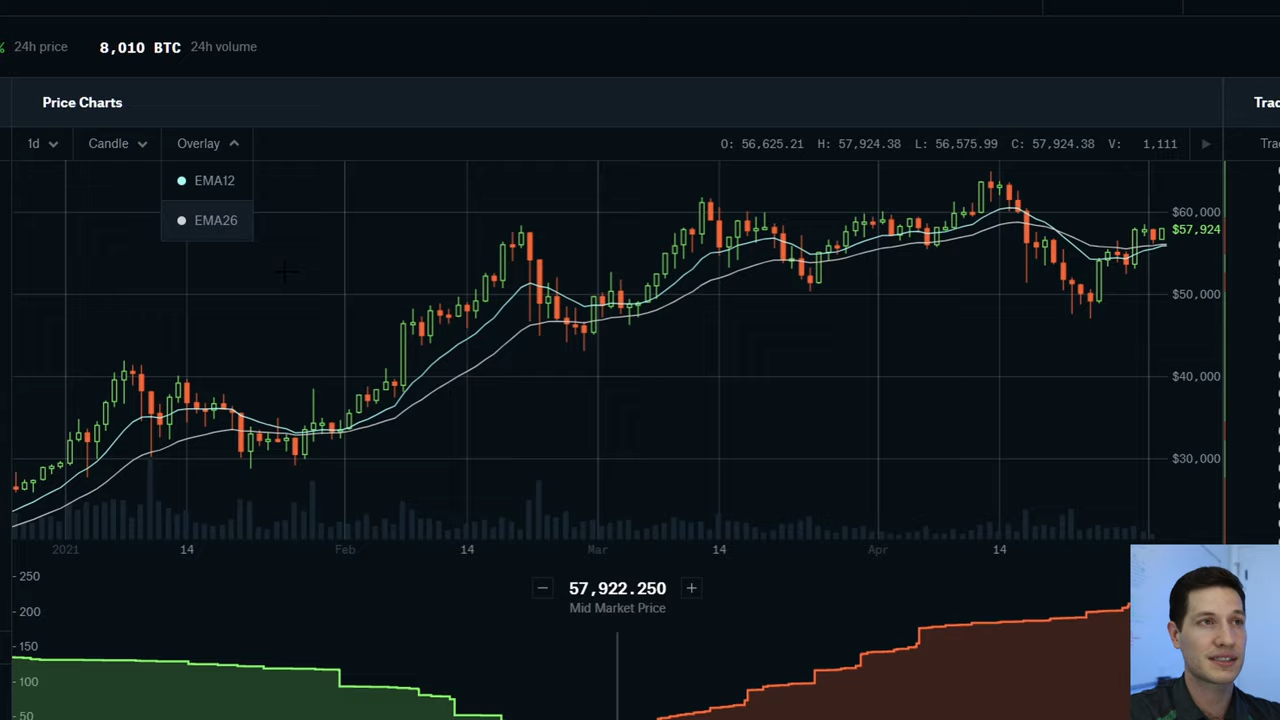 % 24h price 8,010 BTC 24h volume
Price Charts
1d Candle Overlay
O: 56,625.21 H: 57,924.38 L: 56,575.99 C: 57,924.38 V: 1,111
EMA12
EMA26
$60,000
$57,924
$50,000
$40,000
$30,000
2021 14 Feb 14 Mar 14 Apr 14
250
200
150
100
50
57,922.250
Mid Market Price
Trac
Tra